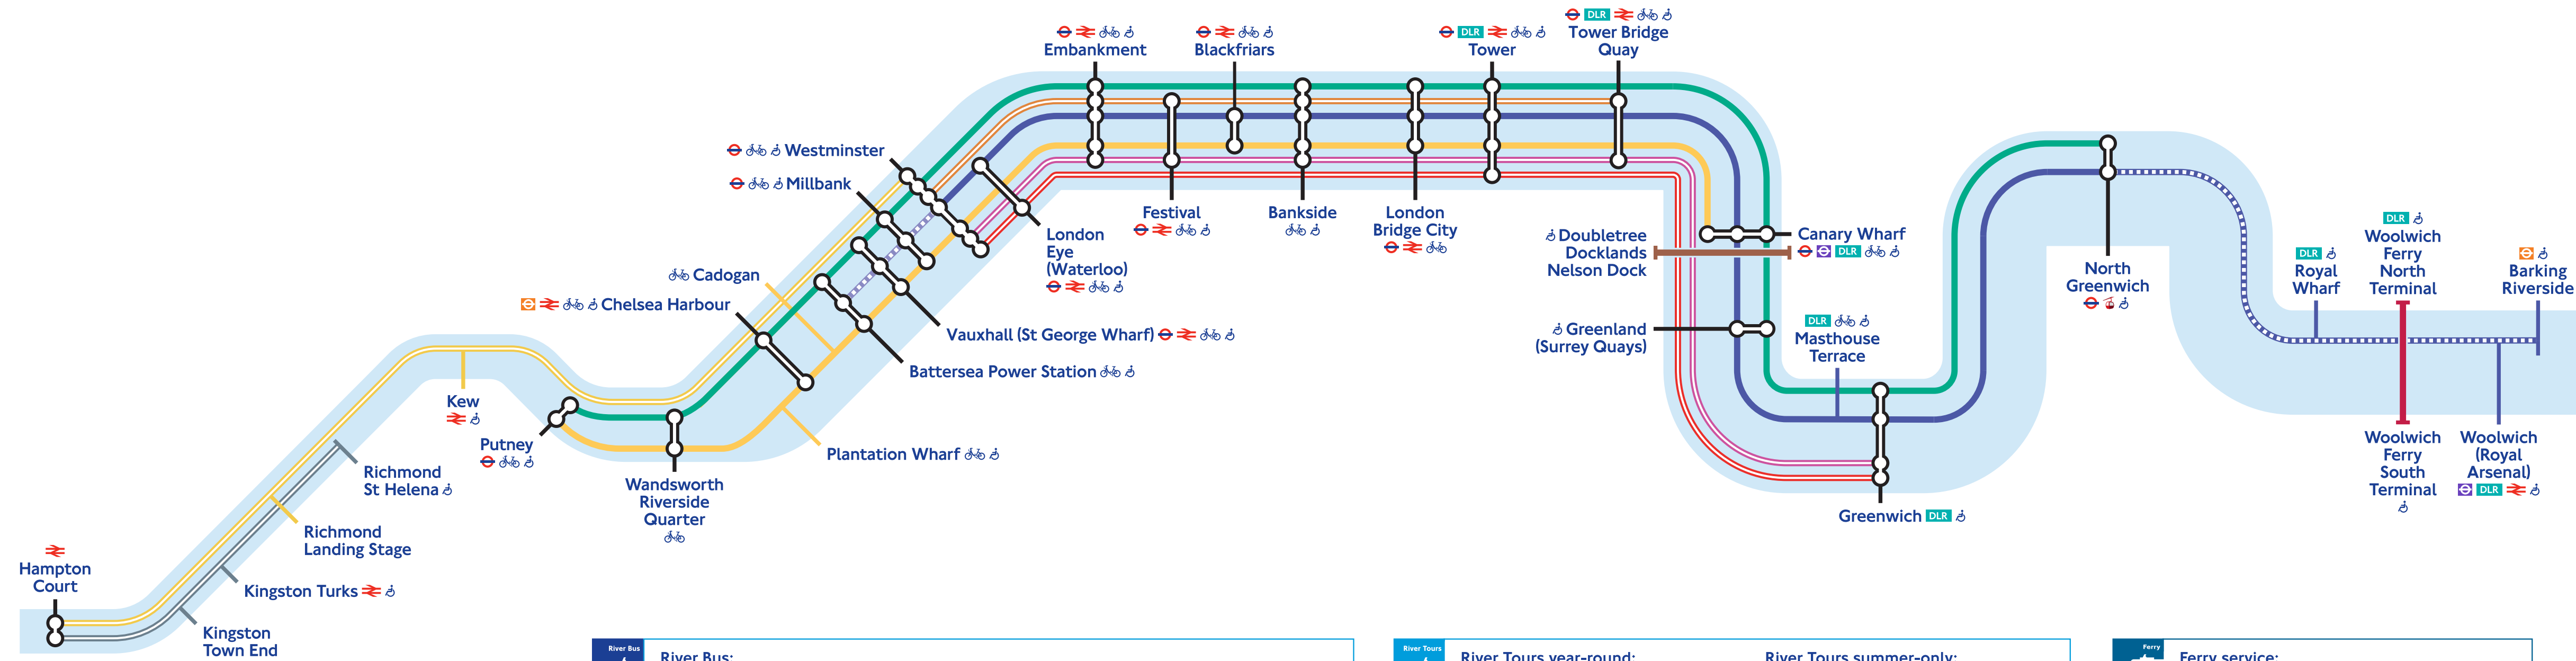 DLR
Tower Bridge
Quay
Embankment
Blackfriars
DLR
Tower
Westminster
Millbank
Festival
Bankside
London
Bridge City
London
Eye
(Waterloo)
Cadogan
Chelsea Harbour
Vauxhall (St George Wharf)
Battersea Power Station
Plantation Wharf
Kew
Putney
Wandsworth
Riverside
Quarter
Richmond
St Helena
Richmond
Landing Stage
Kingston Turks
Kingston
Town End
Hampton
Court
Doubletree
Docklands
Nelson Dock
Canary Wharf
DLR
Greenland
(Surrey Quays)
DLR
Masthouse
Terrace
Greenwich DLR
North
Greenwich
DLR
Royal
Wharf
DLR
Woolwich
Ferry
North
Terminal
Barking
Riverside
Woolwich
Ferry
South
Terminal
Woolwich
(Royal
Arsenal)
DLR
River Bus
River Bus:
River Tours
River Tours year-round:
River Tours summer-only:
Ferry
Ferry service: